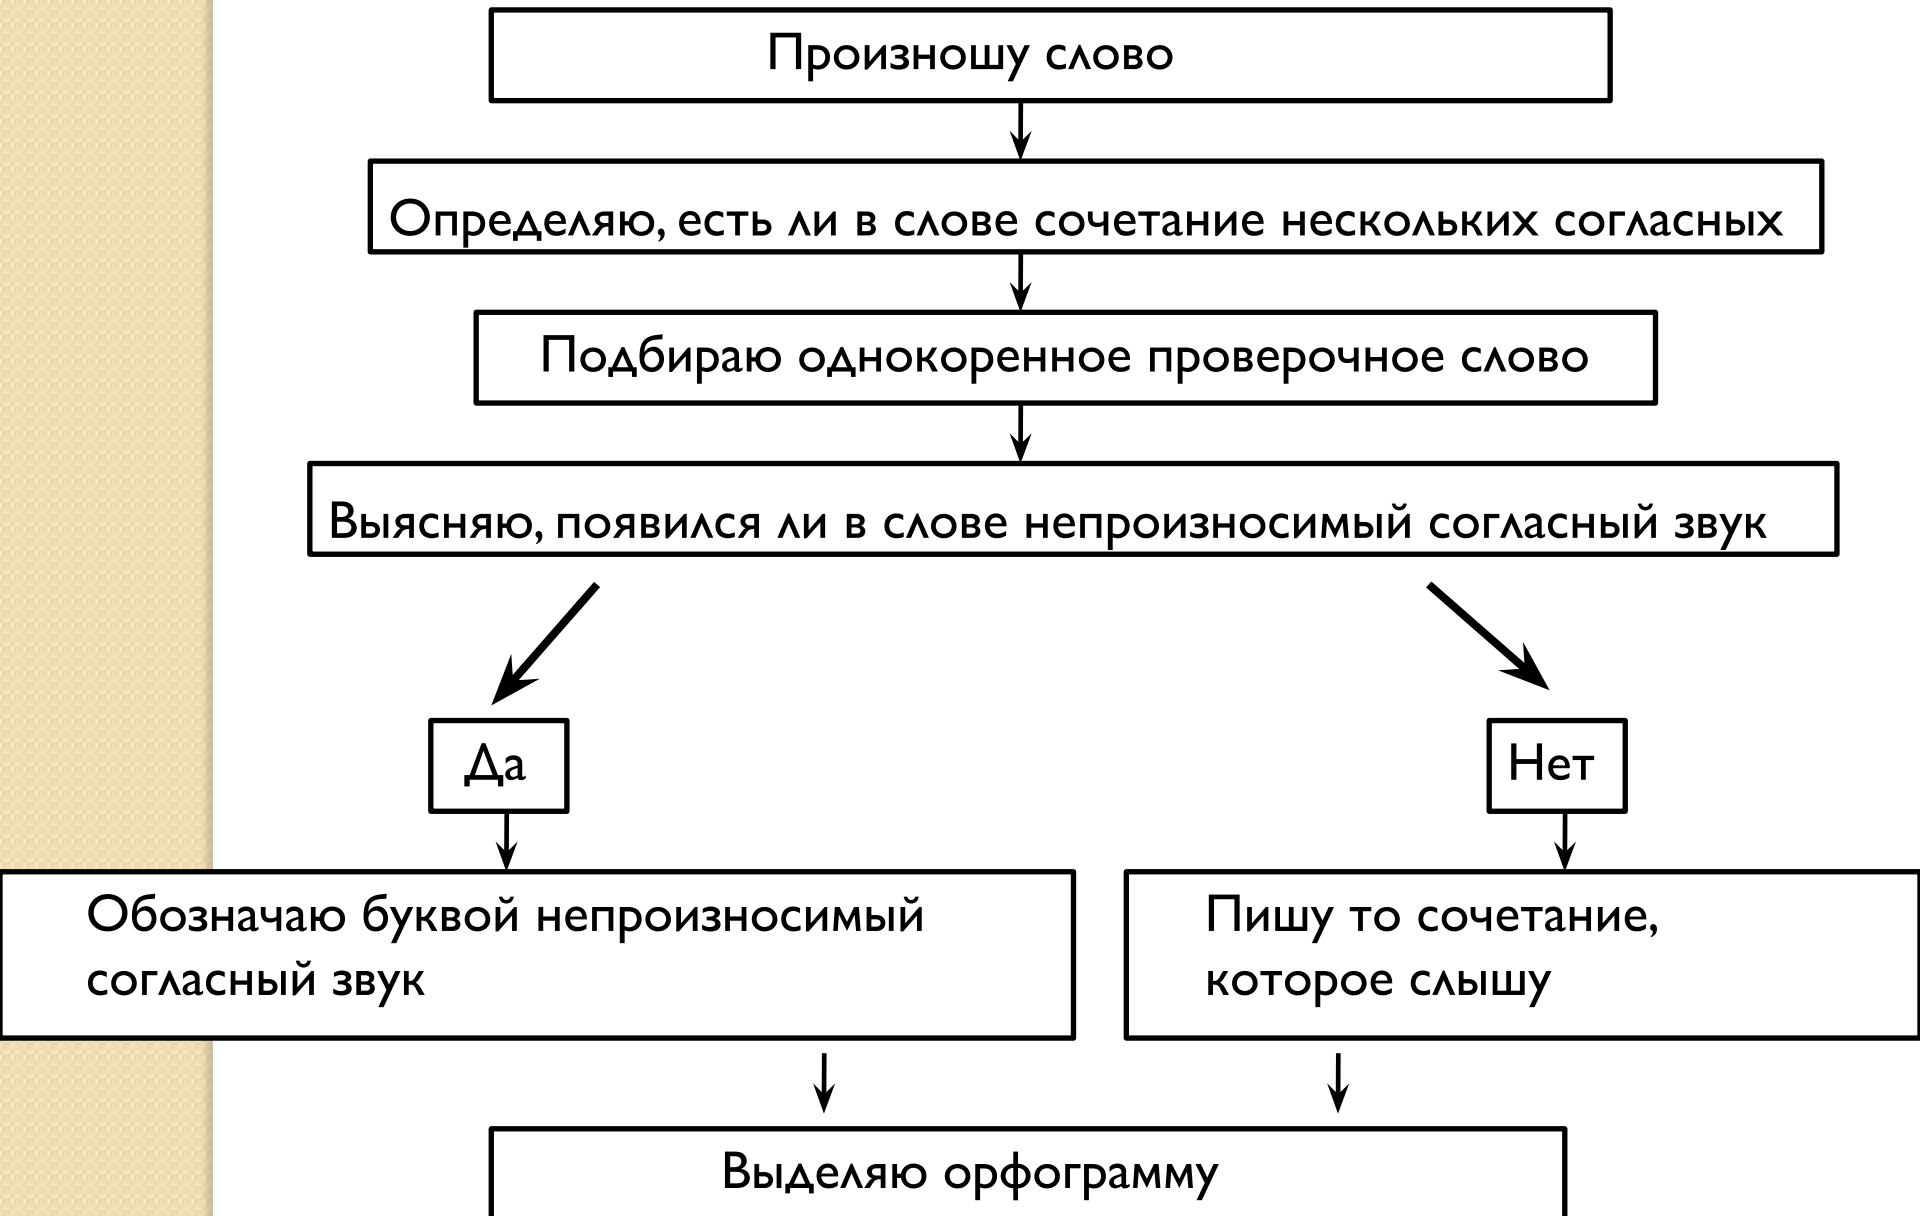 Произношу слово
Определяю, есть ли в слове сочетание нескольких согласных
Подбираю однокоренное проверочное слово
Выясняю, появился ли в слове непроизносимый согласный звук
Да
Нет
Обозначаю буквой непроизносимый
согласный звук
Пишу то сочетание,
которое слышу
Выделяю орфограмму